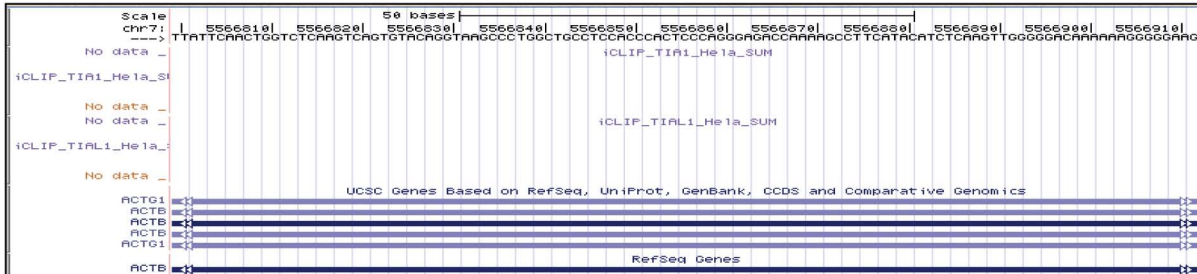 Scale 50 bases
chr7: 5566810 5566820 5566830 5566840 5566850 5566860 5566870 5566880 5566890 5566900 5566910
---> TTATTCAACTGGTCTCAAGTCAGTGTACAGGTAAGCCCTGGCTGCCTCCACCCACTCCCAGGGAGACCAAAAGCCTTCATACATCTCAAGTTGGGGGACAAAAAAGGGGGAAG
No data _ iCLIP_TIA1_Hela_SUM
iCLIP_TIA1_Hela_SU
No data _
No data _ iCLIP_TIAL1_Hela_SUM
iCLIP_TIAL1_Hela_S
No data _
UCSC Genes Based on RefSeq, UniProt, GenBank, CCDS and Comparative Genomics
ACTG1
ACTB
ACTB
ACTB
ACTG1
RefSeq Genes
ACTB